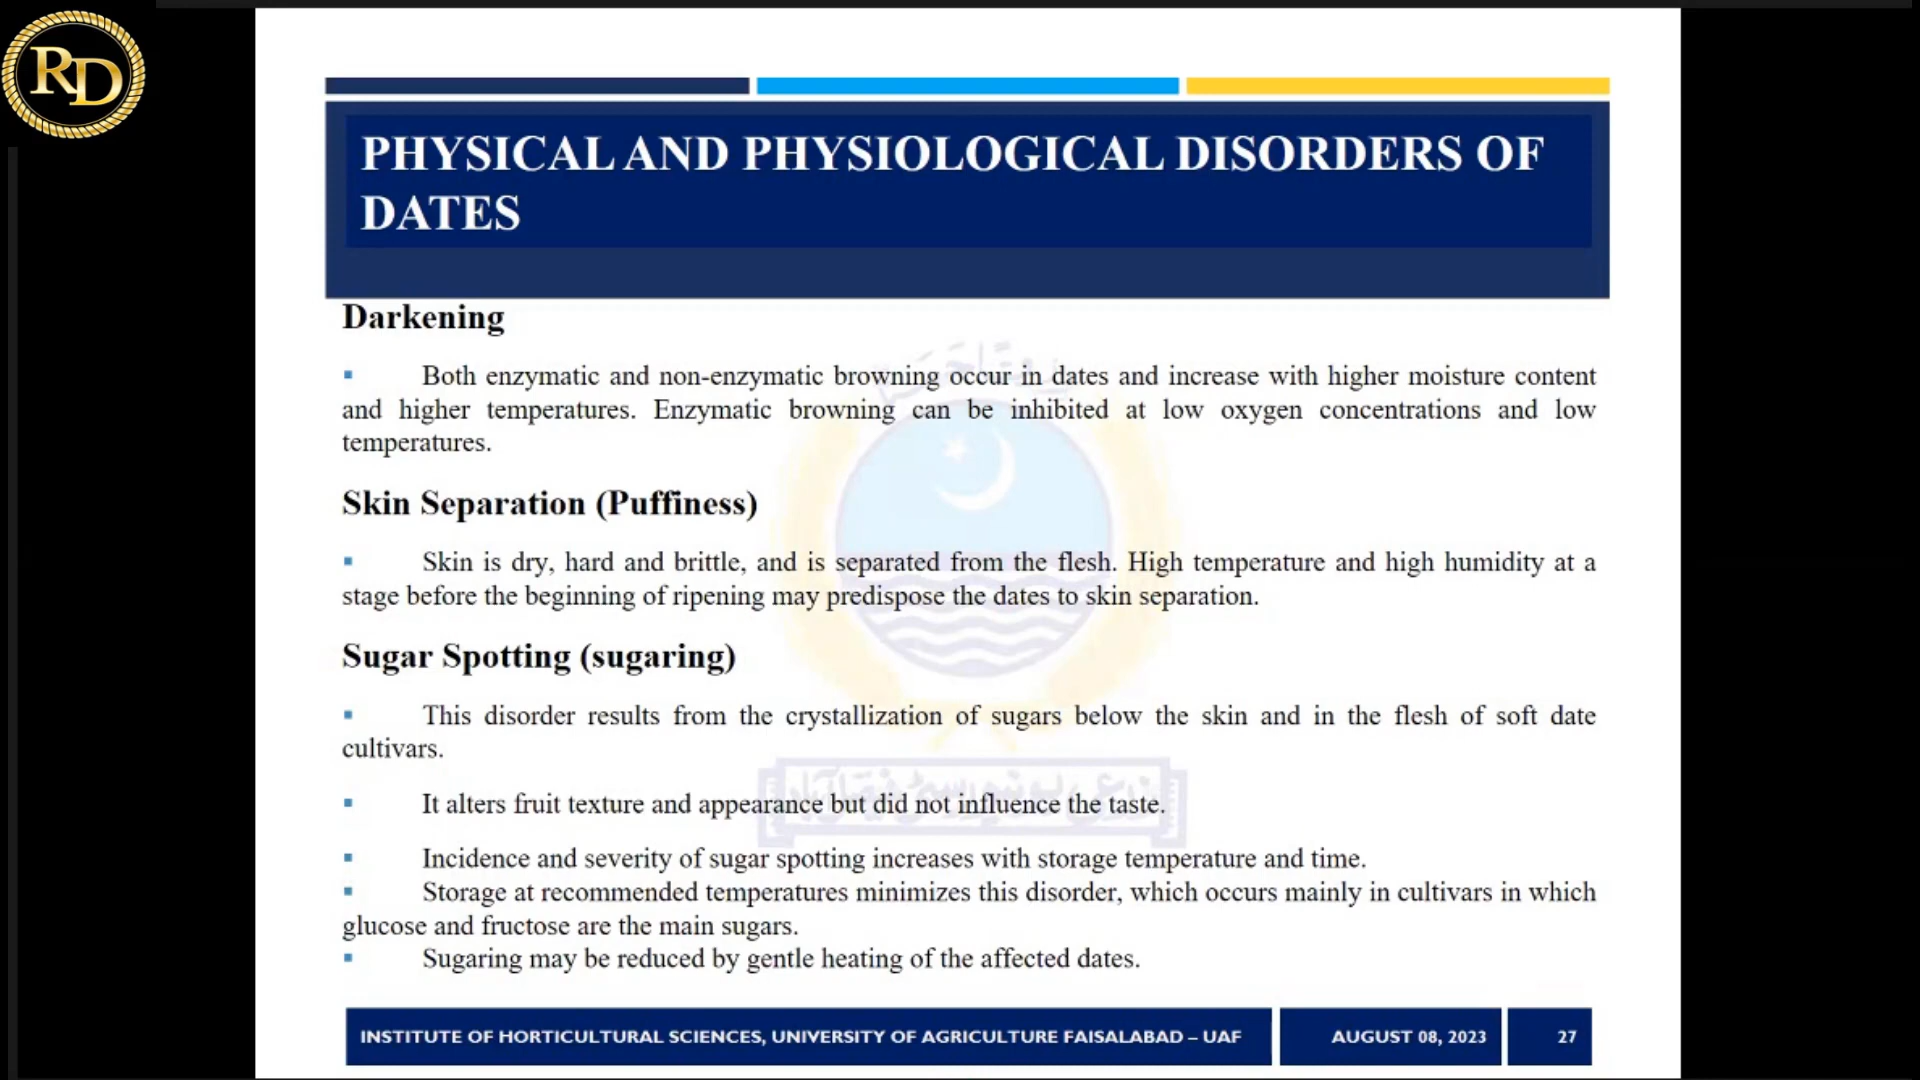 RD
PHYSICAL AND PHYSIOLOGICAL DISORDERS OF
DATES
Darkening
▪ Both enzymatic and non-enzymatic browning occur in dates and increase with higher moisture content
and higher temperatures. Enzymatic browning can be inhibited at low oxygen concentrations and low
temperatures.
Skin Separation (Puffiness)
▪ Skin is dry, hard and brittle, and is separated from the flesh. High temperature and high humidity at a
stage before the beginning of ripening may predispose the dates to skin separation.
Sugar Spotting (sugaring)
▪ This disorder results from the crystallization of sugars below the skin and in the flesh of soft date
cultivars.
▪ It alters fruit texture and appearance but did not influence the taste.
▪ Incidence and severity of sugar spotting increases with storage temperature and time.
▪ Storage at recommended temperatures minimizes this disorder, which occurs mainly in cultivars in which
glucose and fructose are the main sugars.
▪ Sugaring may be reduced by gentle heating of the affected dates.
INSTITUTE OF HORTICULTURAL SCIENCES, UNIVERSITY OF AGRICULTURE FAISALABAD – UAF
AUGUST 08, 2023
27